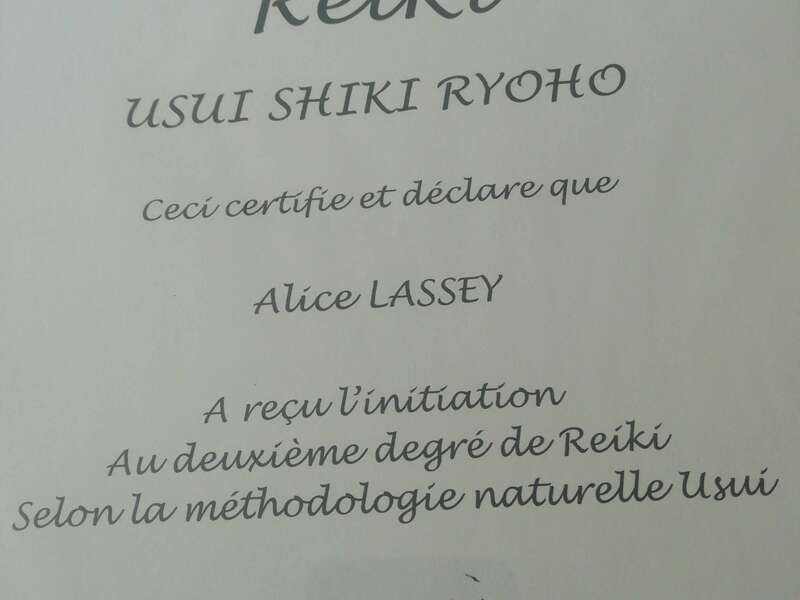 Reiki
USUI SHIKI RYOHO
Ceci certifie et déclare que
Alice LASSEY
A reçu l'initiation
Au deuxième degré de Reiki
Selon la méthodologie naturelle Usui